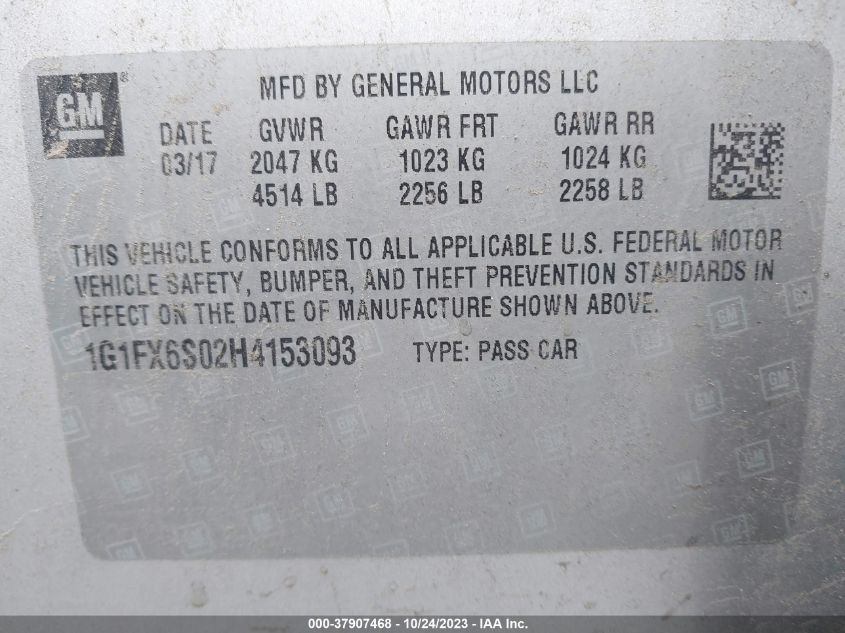 GM®
MFD BY GENERAL MOTORS LLC
DATE GVWR GAWR FRT GAWR RR
03/17 2047 KG 1023 KG 1024 KG
4514 LB 2256 LB 2258 LB
THIS VEHICLE CONFORMS TO ALL APPLICABLE U.S. FEDERAL MOTOR
VEHICLE SAFETY, BUMPER, AND THEFT PREVENTION STANDARDS IN
EFFECT ON THE DATE OF MANUFACTURE SHOWN ABOVE.
1G1FX6S02H4153093 TYPE: PASS CAR
000-37907468 - 10/24/2023 - IAA Inc.